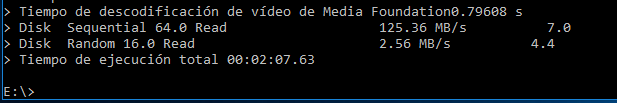 > Tiempo de descodificación de vídeo de Media Foundation0.79608 s
> Disk  Sequential 64.0 Read                   125.36 MB/s          7.0
> Disk  Random 16.0 Read                       2.56 MB/s          4.4
> Tiempo de ejecución total 00:02:07.63
E:\>